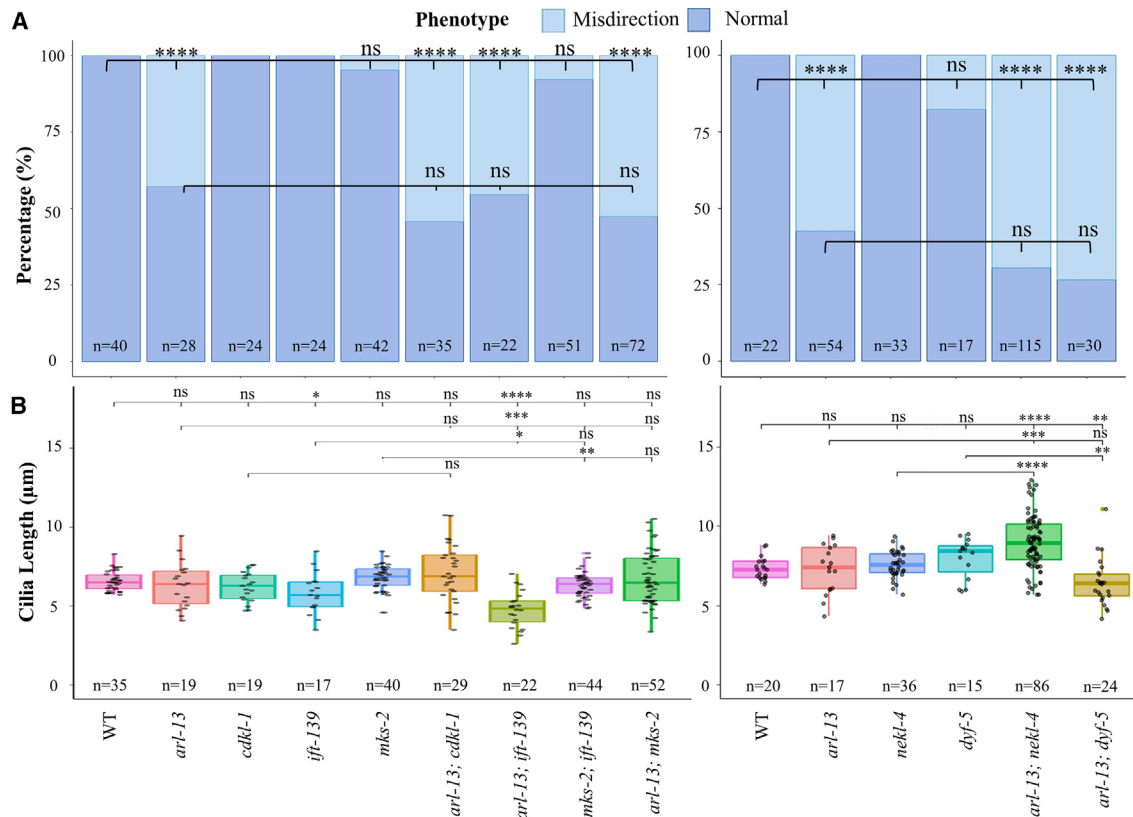 A
Phenotype Misdirection Normal
Percentage (%)
100
75
50
25
0
**** ns **** **** ns ****
ns ns ns
n=40 n=28 n=24 n=24 n=42 n=35 n=22 n=51 n=72
100
75
50
25
0
**** ns **** ****
ns ns
n=22 n=54 n=33 n=17 n=115 n=30
B
Cilia Length (μm)
15
10
5
0
ns ns * ns ns **** ns ns
ns *** ns
* ns
** ns
ns
n=35 n=19 n=19 n=17 n=40 n=29 n=22 n=44 n=52
WT
arl-13
cdkl-1
ift-139
mks-2
arl-13; cdkl-1
arl-13; ift-139
mks-2; ift-139
arl-13; mks-2
15
10
5
0
ns ns ns **** **
*** ns
**
****
n=20 n=17 n=36 n=15 n=86 n=24
WT
arl-13
nekl-4
dyf-5
arl-13; nekl-4
arl-13; dyf-5